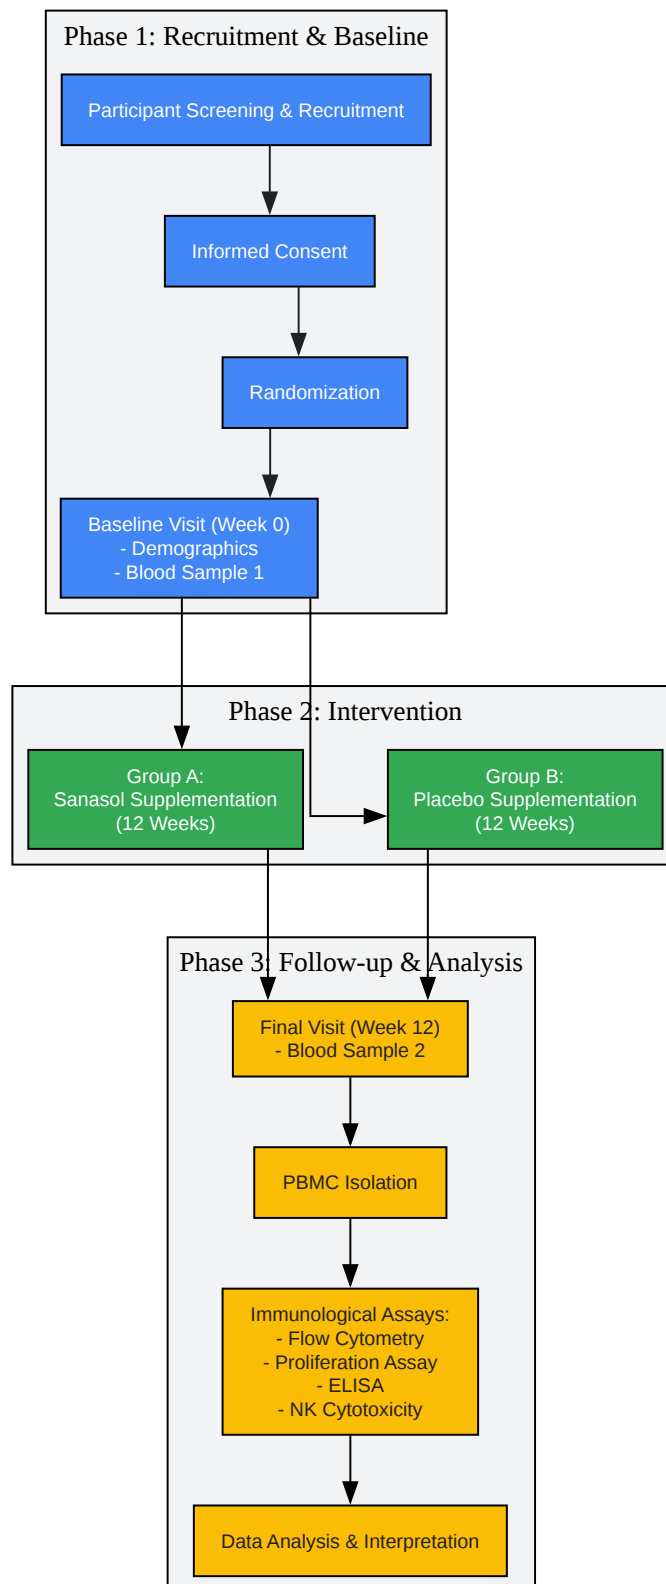 Phase 1: Recruitment & Baseline
Participant Screening & Recruitment
Informed Consent
Randomization
Baseline Visit (Week 0)
- Demographics
- Blood Sample 1
Phase 2: Intervention
Group A:
Sanasol Supplementation
(12 Weeks)
Group B:
Placebo Supplementation
(12 Weeks)
Phase 3: Follow-up & Analysis
Final Visit (Week 12)
- Blood Sample 2
PBMC Isolation
Immunological Assays:
- Flow Cytometry
- Proliferation Assay
- ELISA
- NK Cytotoxicity
Data Analysis & Interpretation